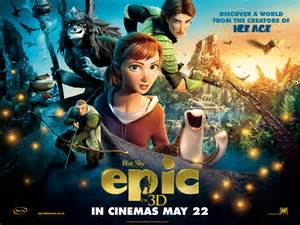 DISCOVER A WORLD
FROM THE CREATORS OF
ICE AGE
Blue Sky
epic
IN 3D
IN CINEMAS MAY 22